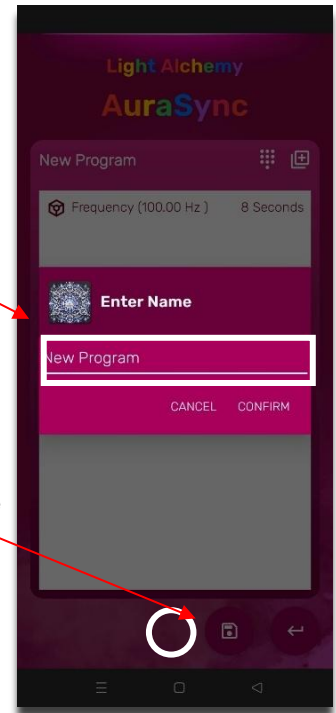 Light Alchemy
AuraSync
New Program
Frequency (100.00 Hz ) 8 Seconds
Enter Name
New Program
CANCEL CONFIRM